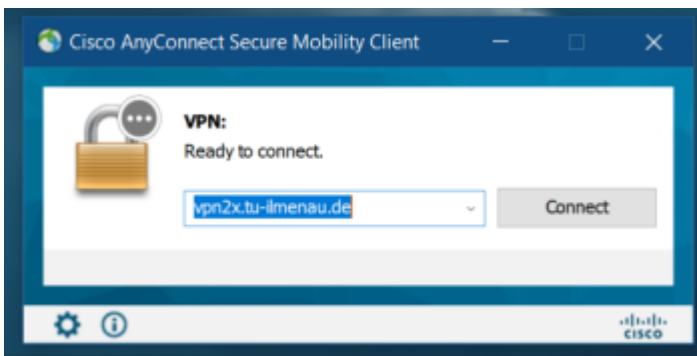 Cisco AnyConnect Secure Mobility Client
VPN:
Ready to connect.
vpn2x.tu-ilmenau.de
Connect
CISCO